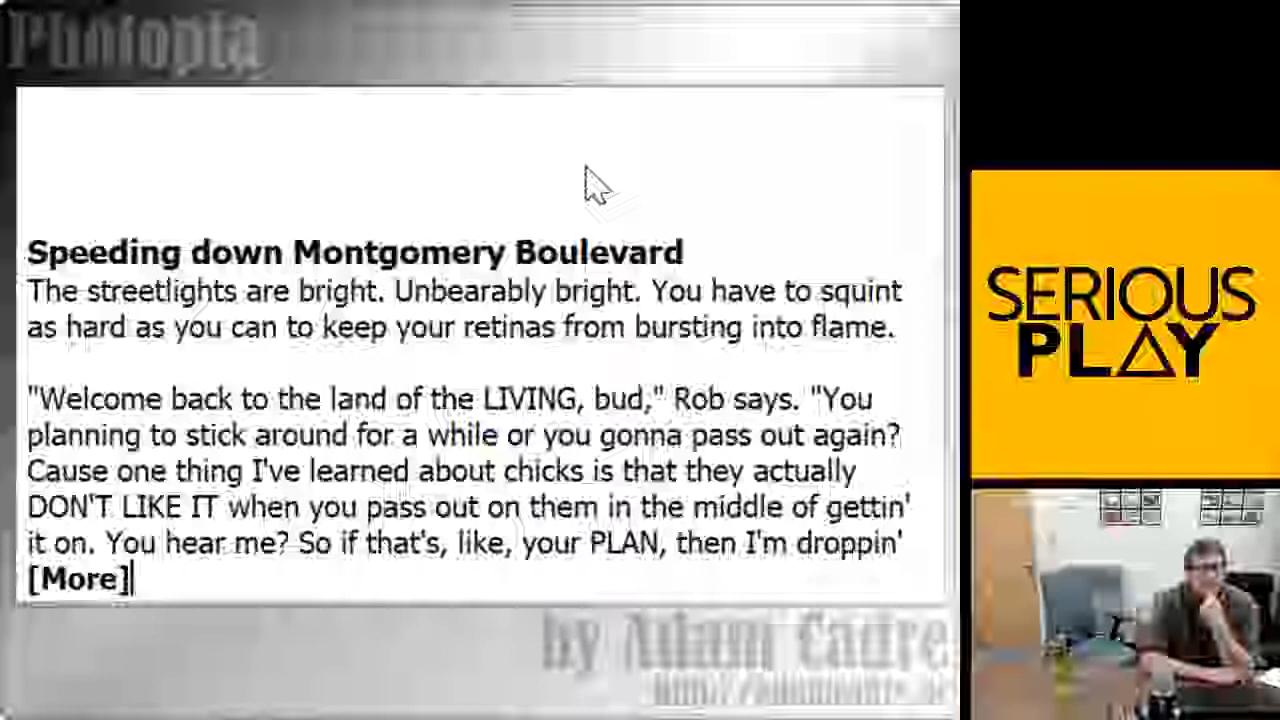 Photopia
Speeding down Montgomery Boulevard
The streetlights are bright. Unbearably bright. You have to squint
as hard as you can to keep your retinas from bursting into flame.
"Welcome back to the land of the LIVING, bud," Rob says. "You
planning to stick around for a while or you gonna pass out again?
Cause one thing I've learned about chicks is that they actually
DON'T LIKE IT when you pass out on them in the middle of gettin'
it on. You hear me? So if that's, like, your PLAN, then I'm droppin'
[More]
by Adam Cadre
SERIOUS
PLAY